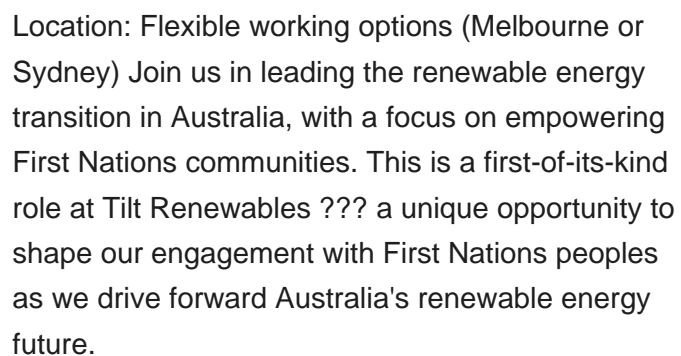 Location: Flexible working options (Melbourne or
Sydney) Join us in leading the renewable energy
transition in Australia, with a focus on empowering
First Nations communities. This is a first-of-its-kind
role at Tilt Renewables ??? a unique opportunity to
shape our engagement with First Nations peoples
as we drive forward Australia's renewable energy
future.